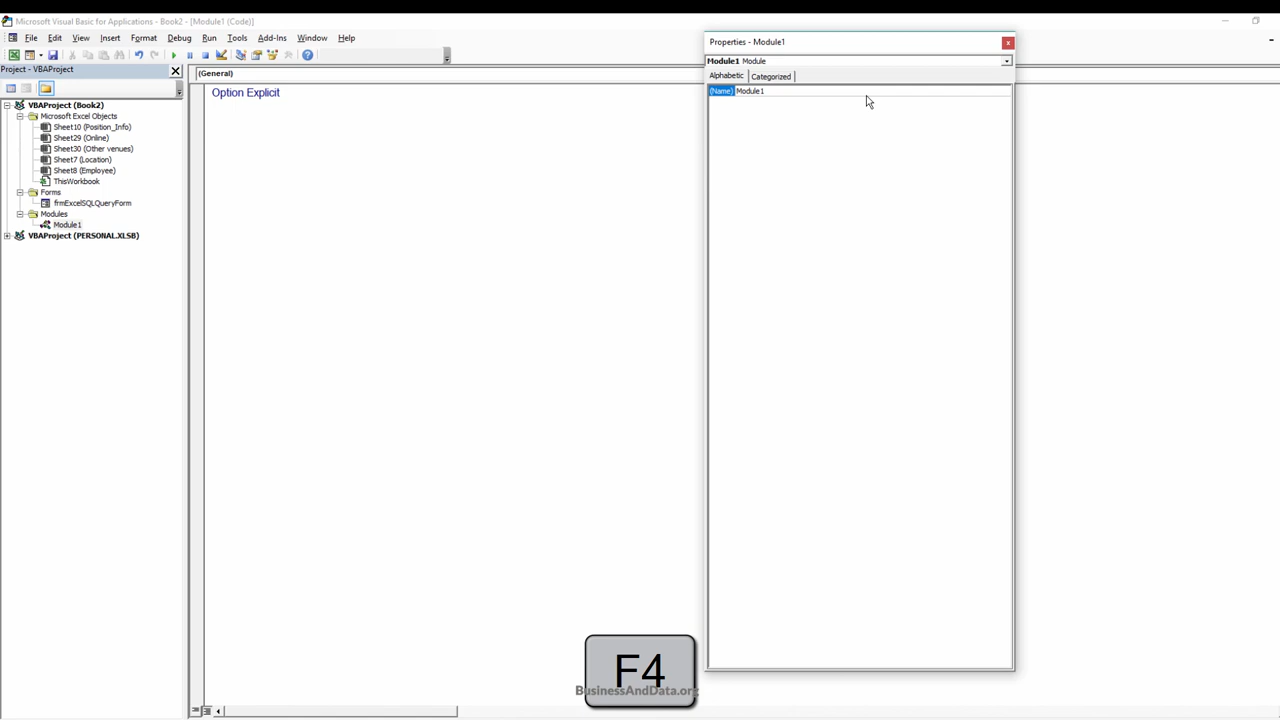 Microsoft Visual Basic for Applications - Book2 - [Module1 (Code)]
File Edit View Insert Format Debug Run Tools Add-Ins Window Help
Project - VBAProject
VBAProject (Book2)
Microsoft Excel Objects
Sheet10 (Position_Info)
Sheet29 (Online)
Sheet30 (Other venues)
Sheet7 (Location)
Sheet8 (Employee)
ThisWorkbook
Forms
frmExcelSQLQueryForm
Modules
Module1
VBAProject (PERSONAL.XLSB)
(General)
Option Explicit
Properties - Module1
Module1 Module
Alphabetic Categorized
(Name) Module1
F4
BusinessAndData.org